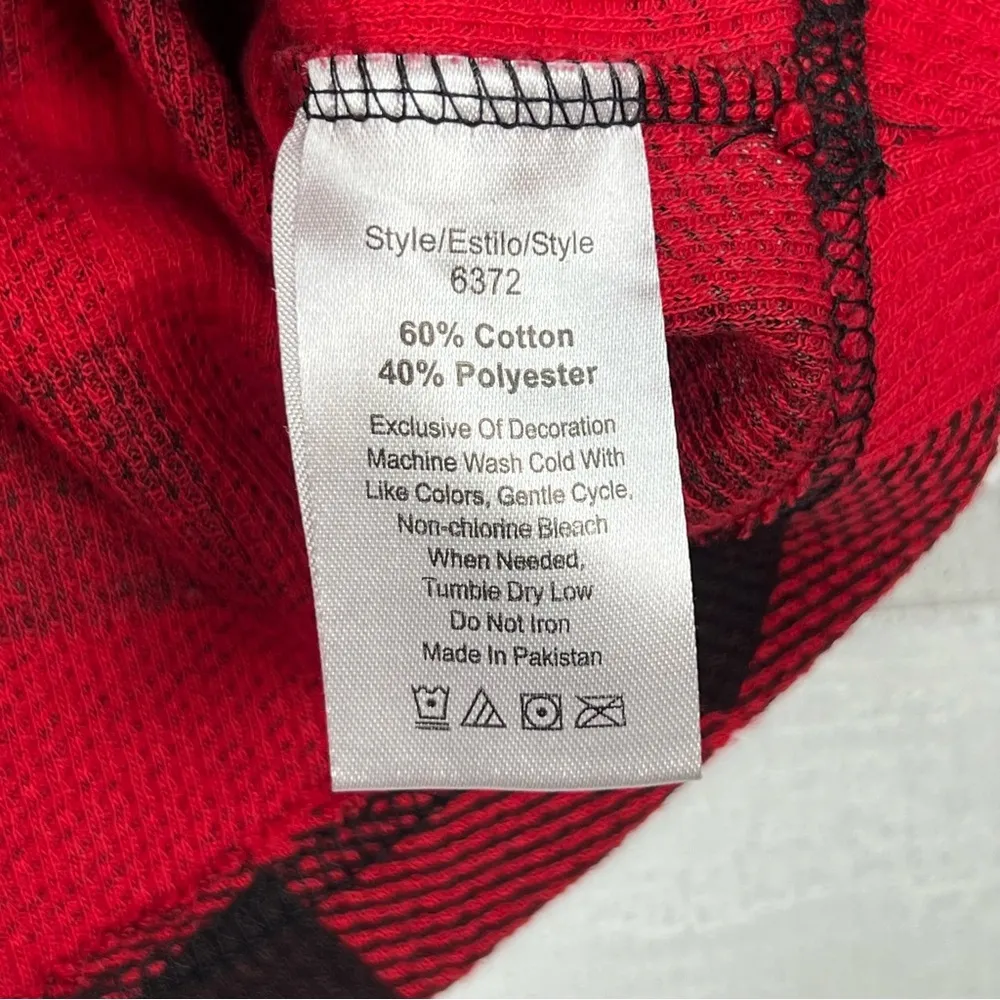 Style/Estilo/Style
6372
60% Cotton
40% Polyester
Exclusive Of Decoration
Machine Wash Cold With
Like Colors, Gentle Cycle.
Non-chlorine Bleach
When Needed,
Tumble Dry Low
Do Not Iron
Made In Pakistan